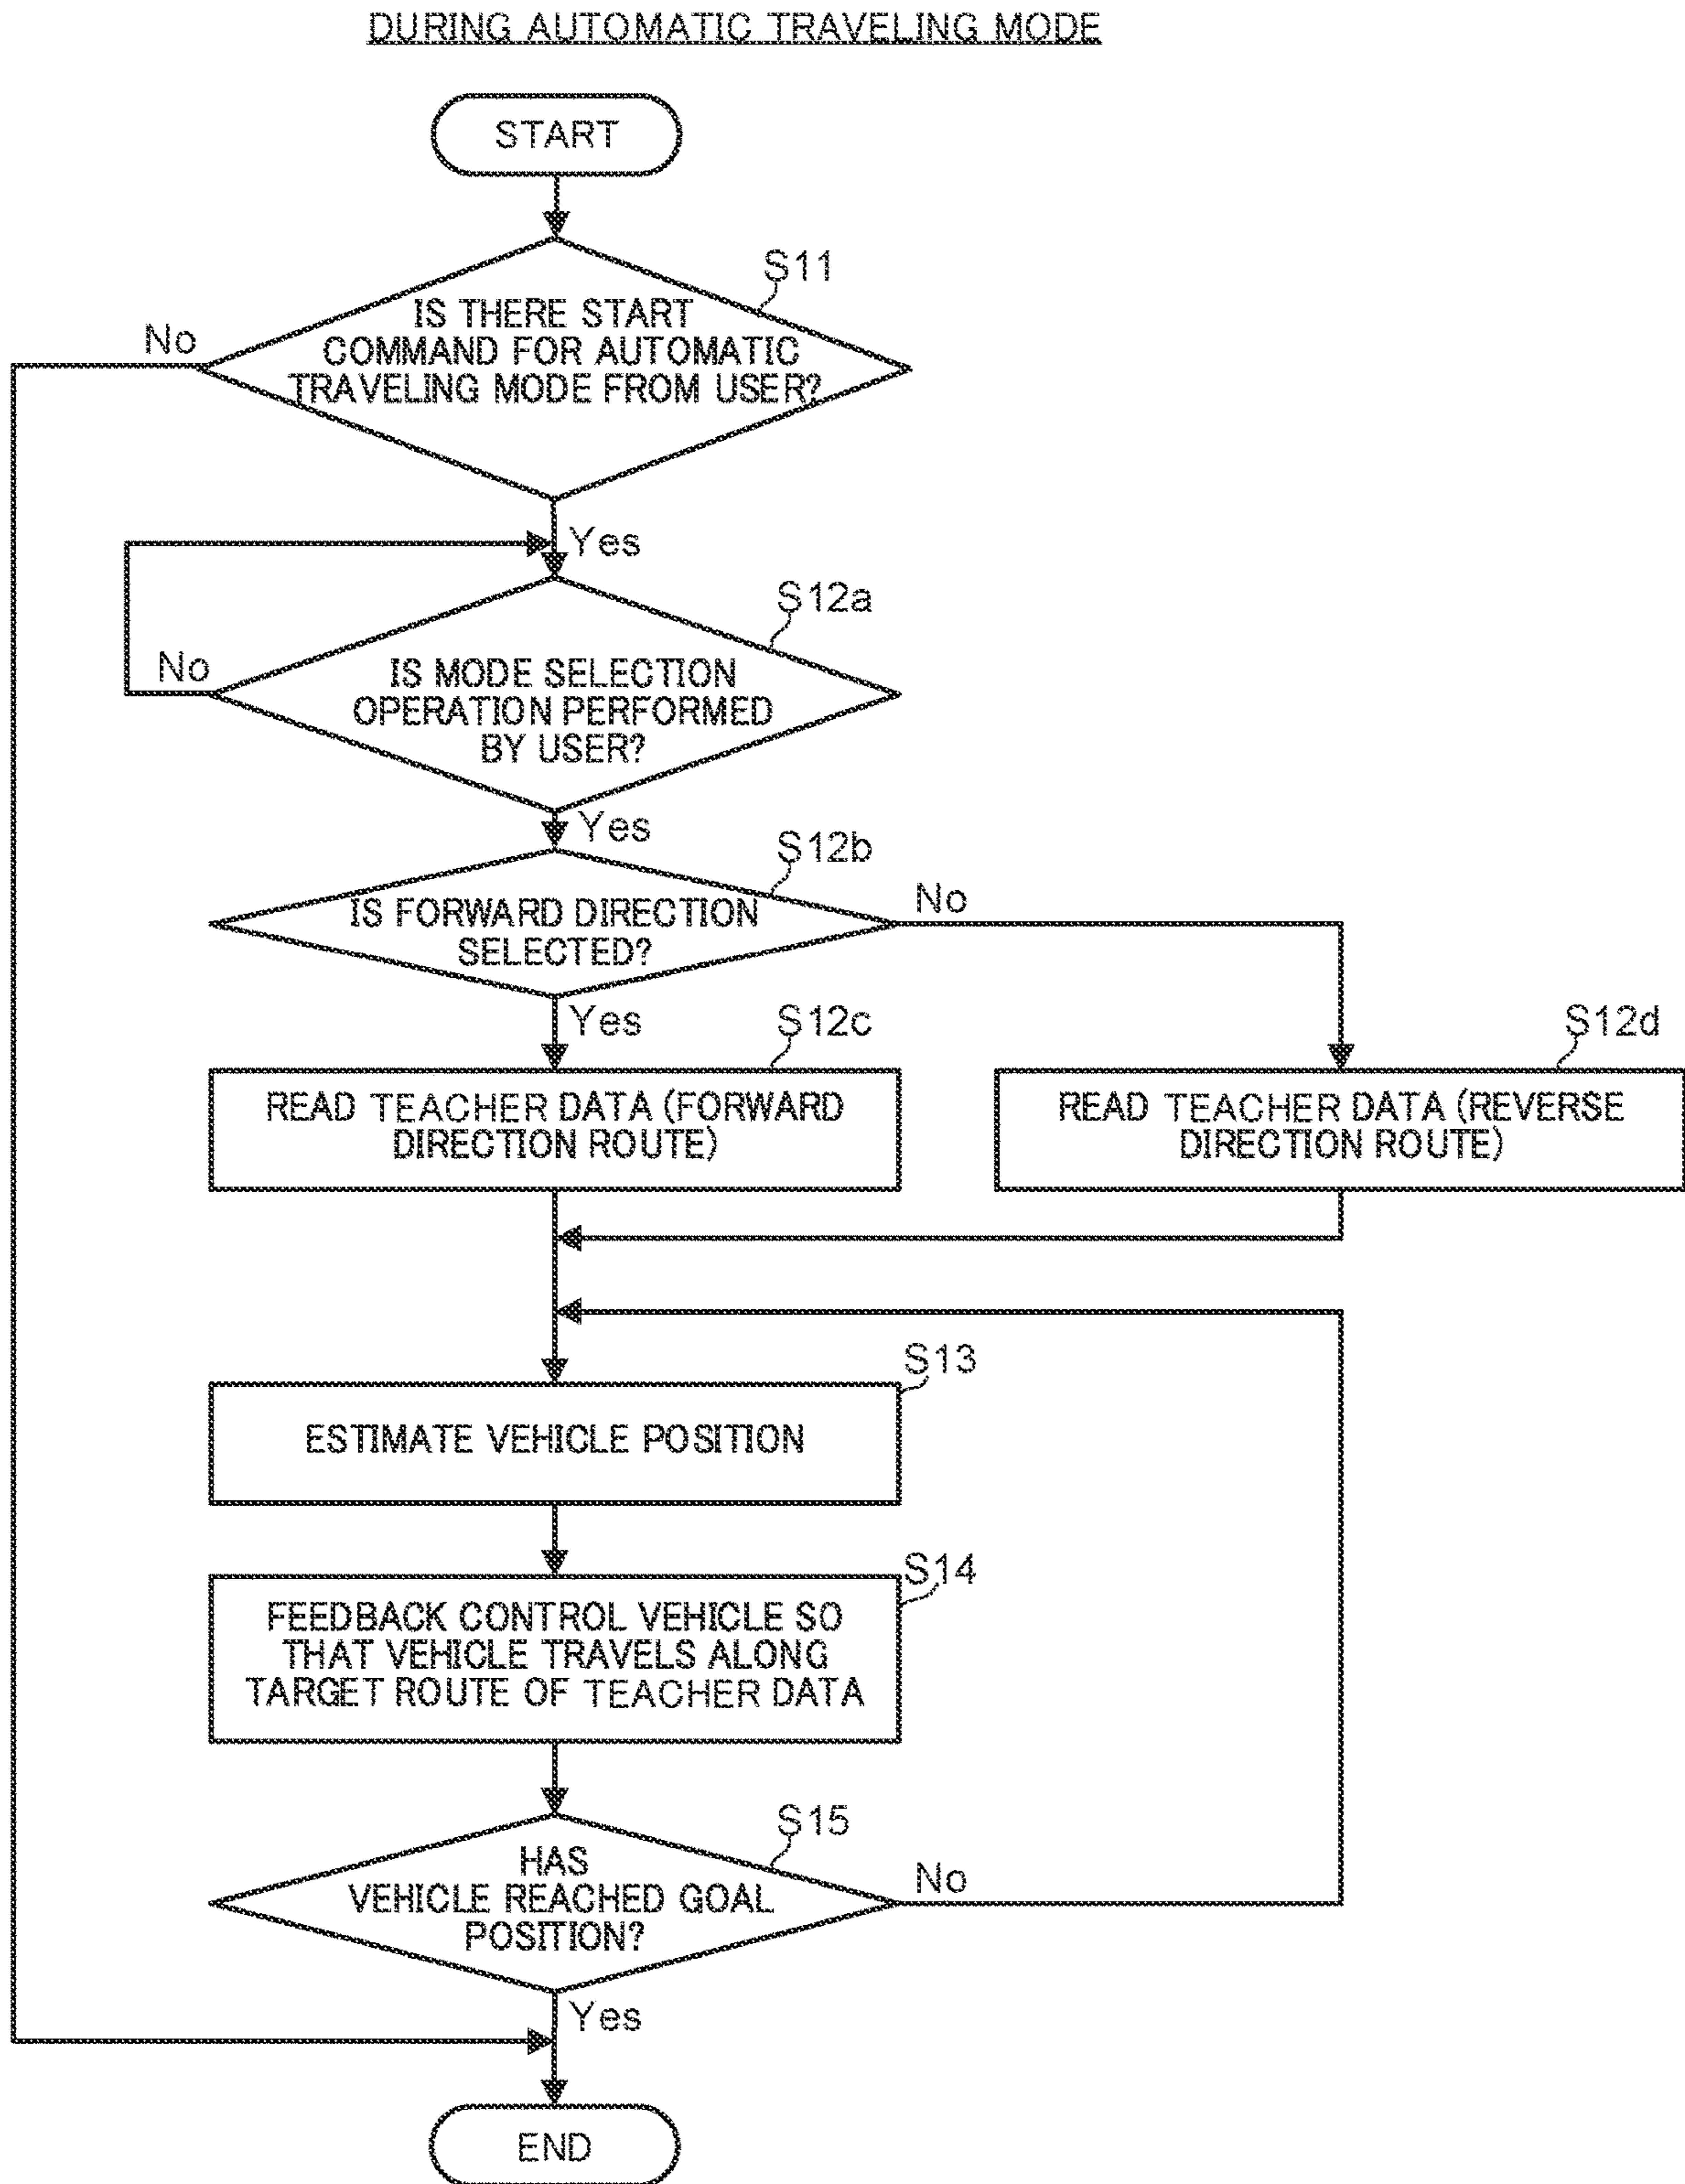 DURING AUTOMATIC TRAVELING MODE
START
S11
IS THERE START
COMMAND FOR AUTOMATIC
TRAVELING MODE FROM USER?
No
Yes
S12a
IS MODE SELECTION
OPERATION PERFORMED
BY USER?
No
Yes
S12b
IS FORWARD DIRECTION
SELECTED?
No
Yes
S12c
READ TEACHER DATA (FORWARD
DIRECTION ROUTE)
S12d
READ TEACHER DATA (REVERSE
DIRECTION ROUTE)
S13
ESTIMATE VEHICLE POSITION
S14
FEEDBACK CONTROL VEHICLE SO
THAT VEHICLE TRAVELS ALONG
TARGET ROUTE OF TEACHER DATA
S15
HAS
VEHICLE REACHED GOAL
POSITION?
No
Yes
END